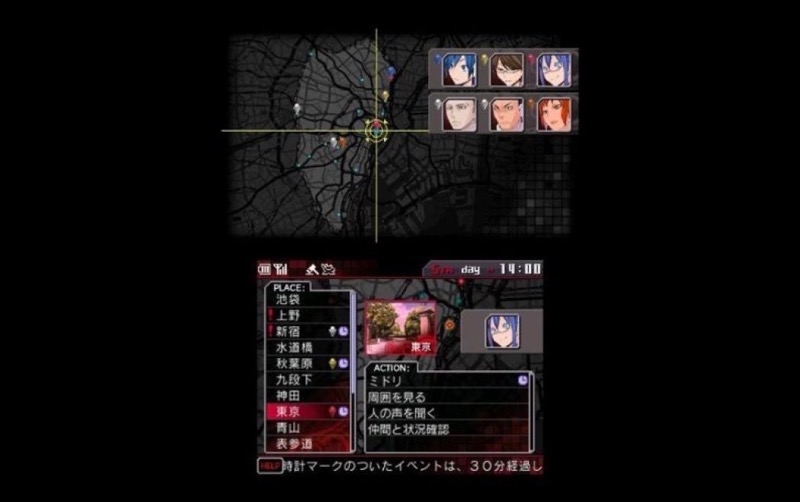 5TH day 14:00
PLACE:
池袋
上野
新宿
水道橋
秋葉原
九段下
神田
東京
青山
表参道
東京
ACTION:
ミドリ
周囲を見る
人の声を聞く
仲間と状況確認
HELP 時計マークのついたイベントは、30分経過し